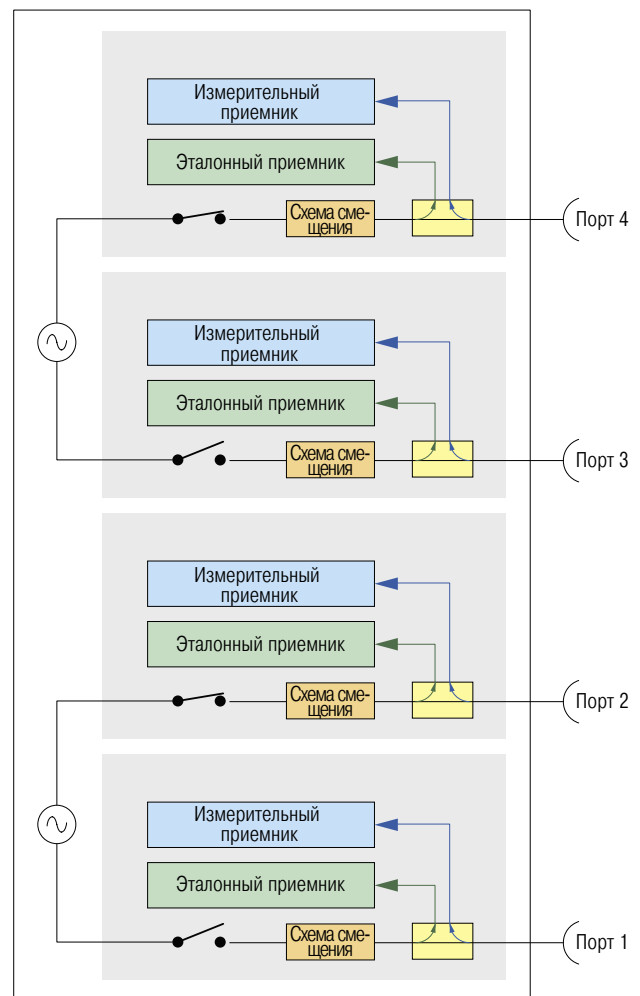 Измерительный
приемник
Эталонный приемник
Схема сме-
щения
Порт 4
Измерительный
приемник
Эталонный приемник
Схема сме-
щения
Порт 3
Измерительный
приемник
Эталонный приемник
Схема сме-
щения
Порт 2
Измерительный
приемник
Эталонный приемник
Схема сме-
щения
Порт 1